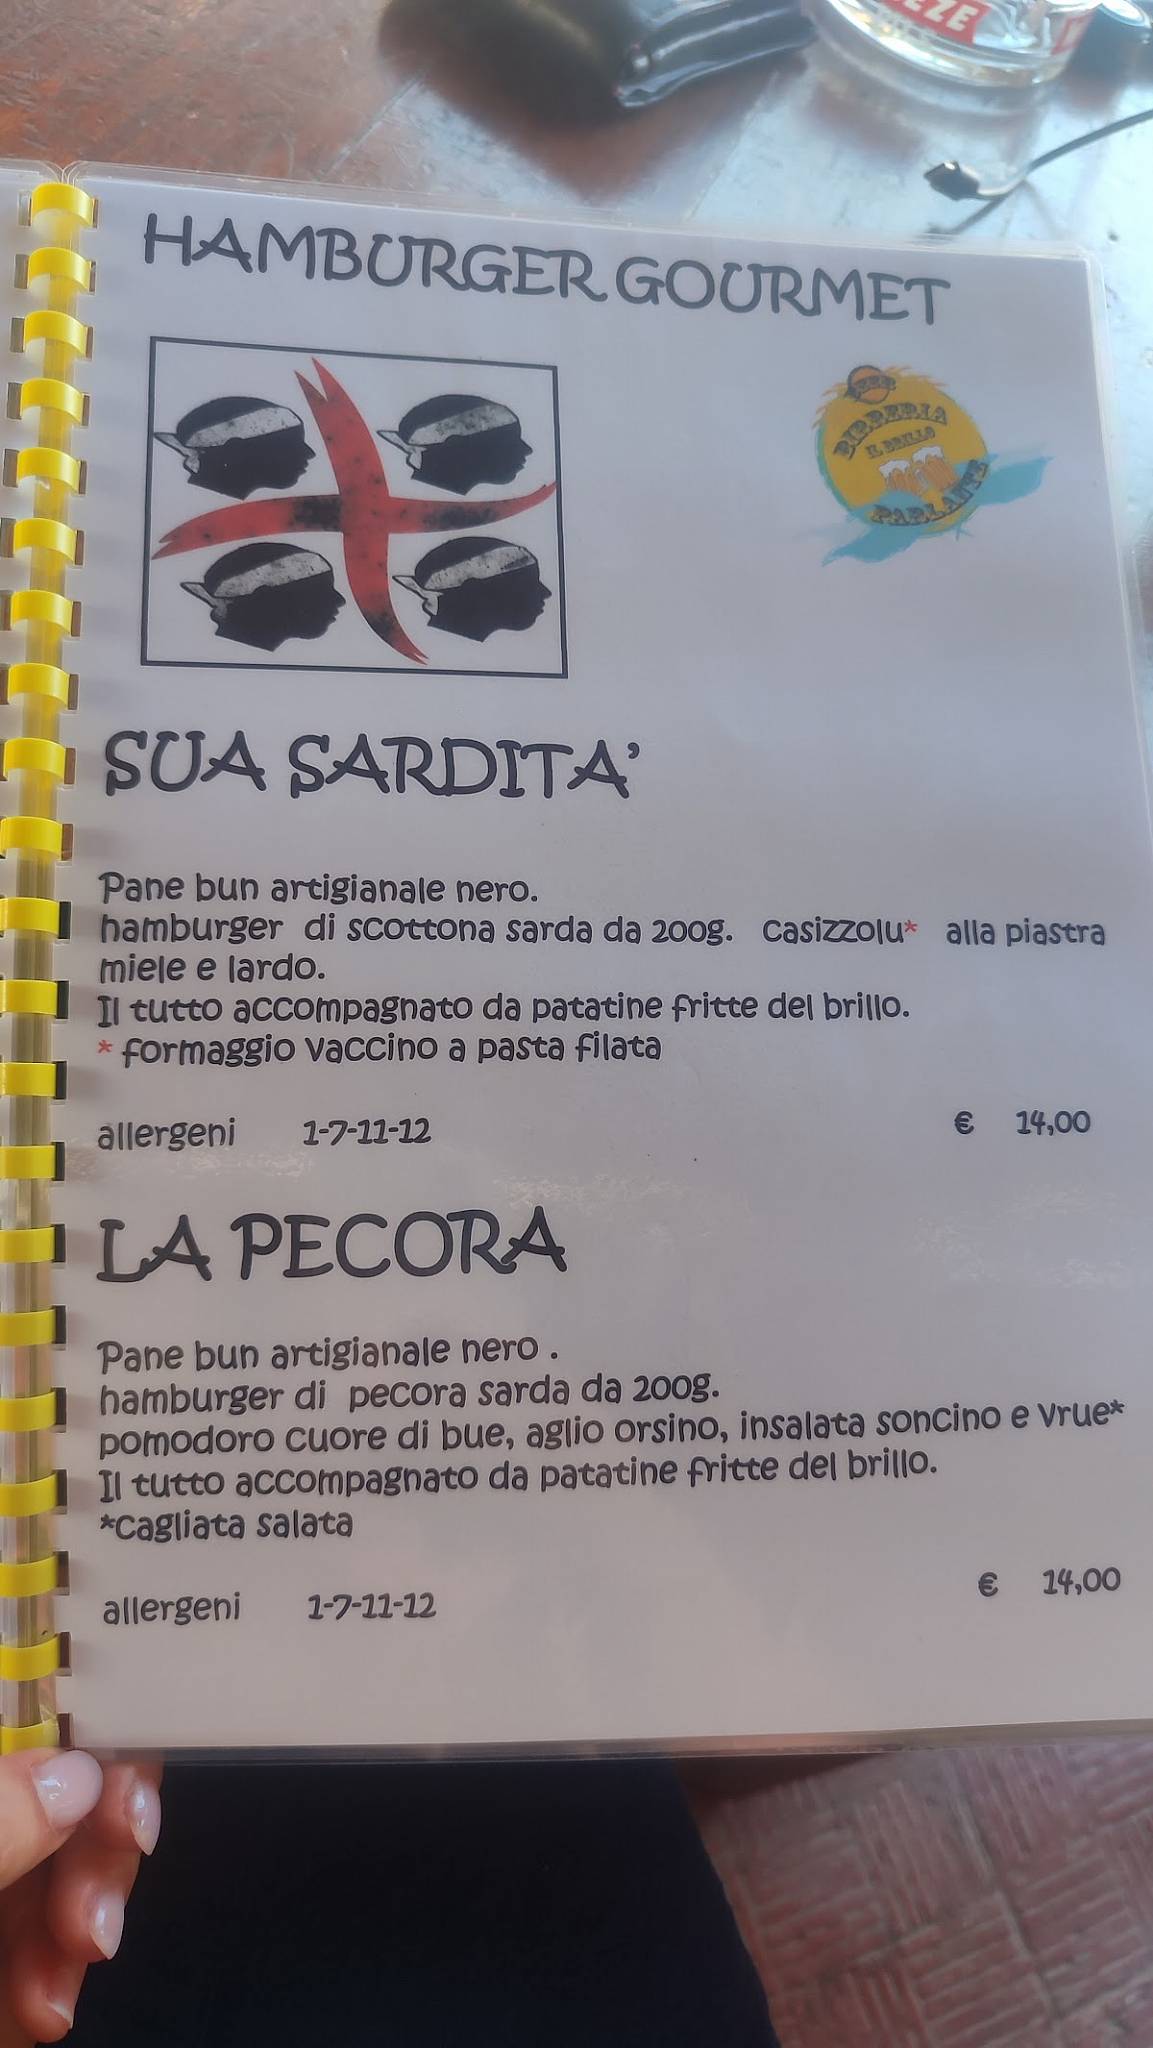 EZZE
HAMBURGER GOURMET
BIRRERIA
IL BRILLO
PARLANTE
SUA SARDITA'
Pane bun artigianale nero.
hamburger di scottona sarda da 200g. casizzolu* alla piastra
miele e lardo.
Il tutto accompagnato da patatine fritte del brillo.
* formaggio vaccino a pasta filata
allergeni 1-7-11-12 € 14,00
LA PECORA
Pane bun artigianale nero .
hamburger di pecora sarda da 200g.
pomodoro cuore di bue, aglio orsino, insalata soncino e vrue*
Il tutto accompagnato da patatine fritte del brillo.
*cagliata salata
allergeni 1-7-11-12 € 14,00